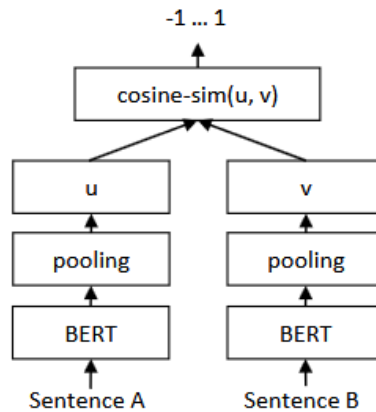 -1 ... 1
cosine-sim(u, v)
u v
pooling pooling
BERT BERT
Sentence A Sentence B